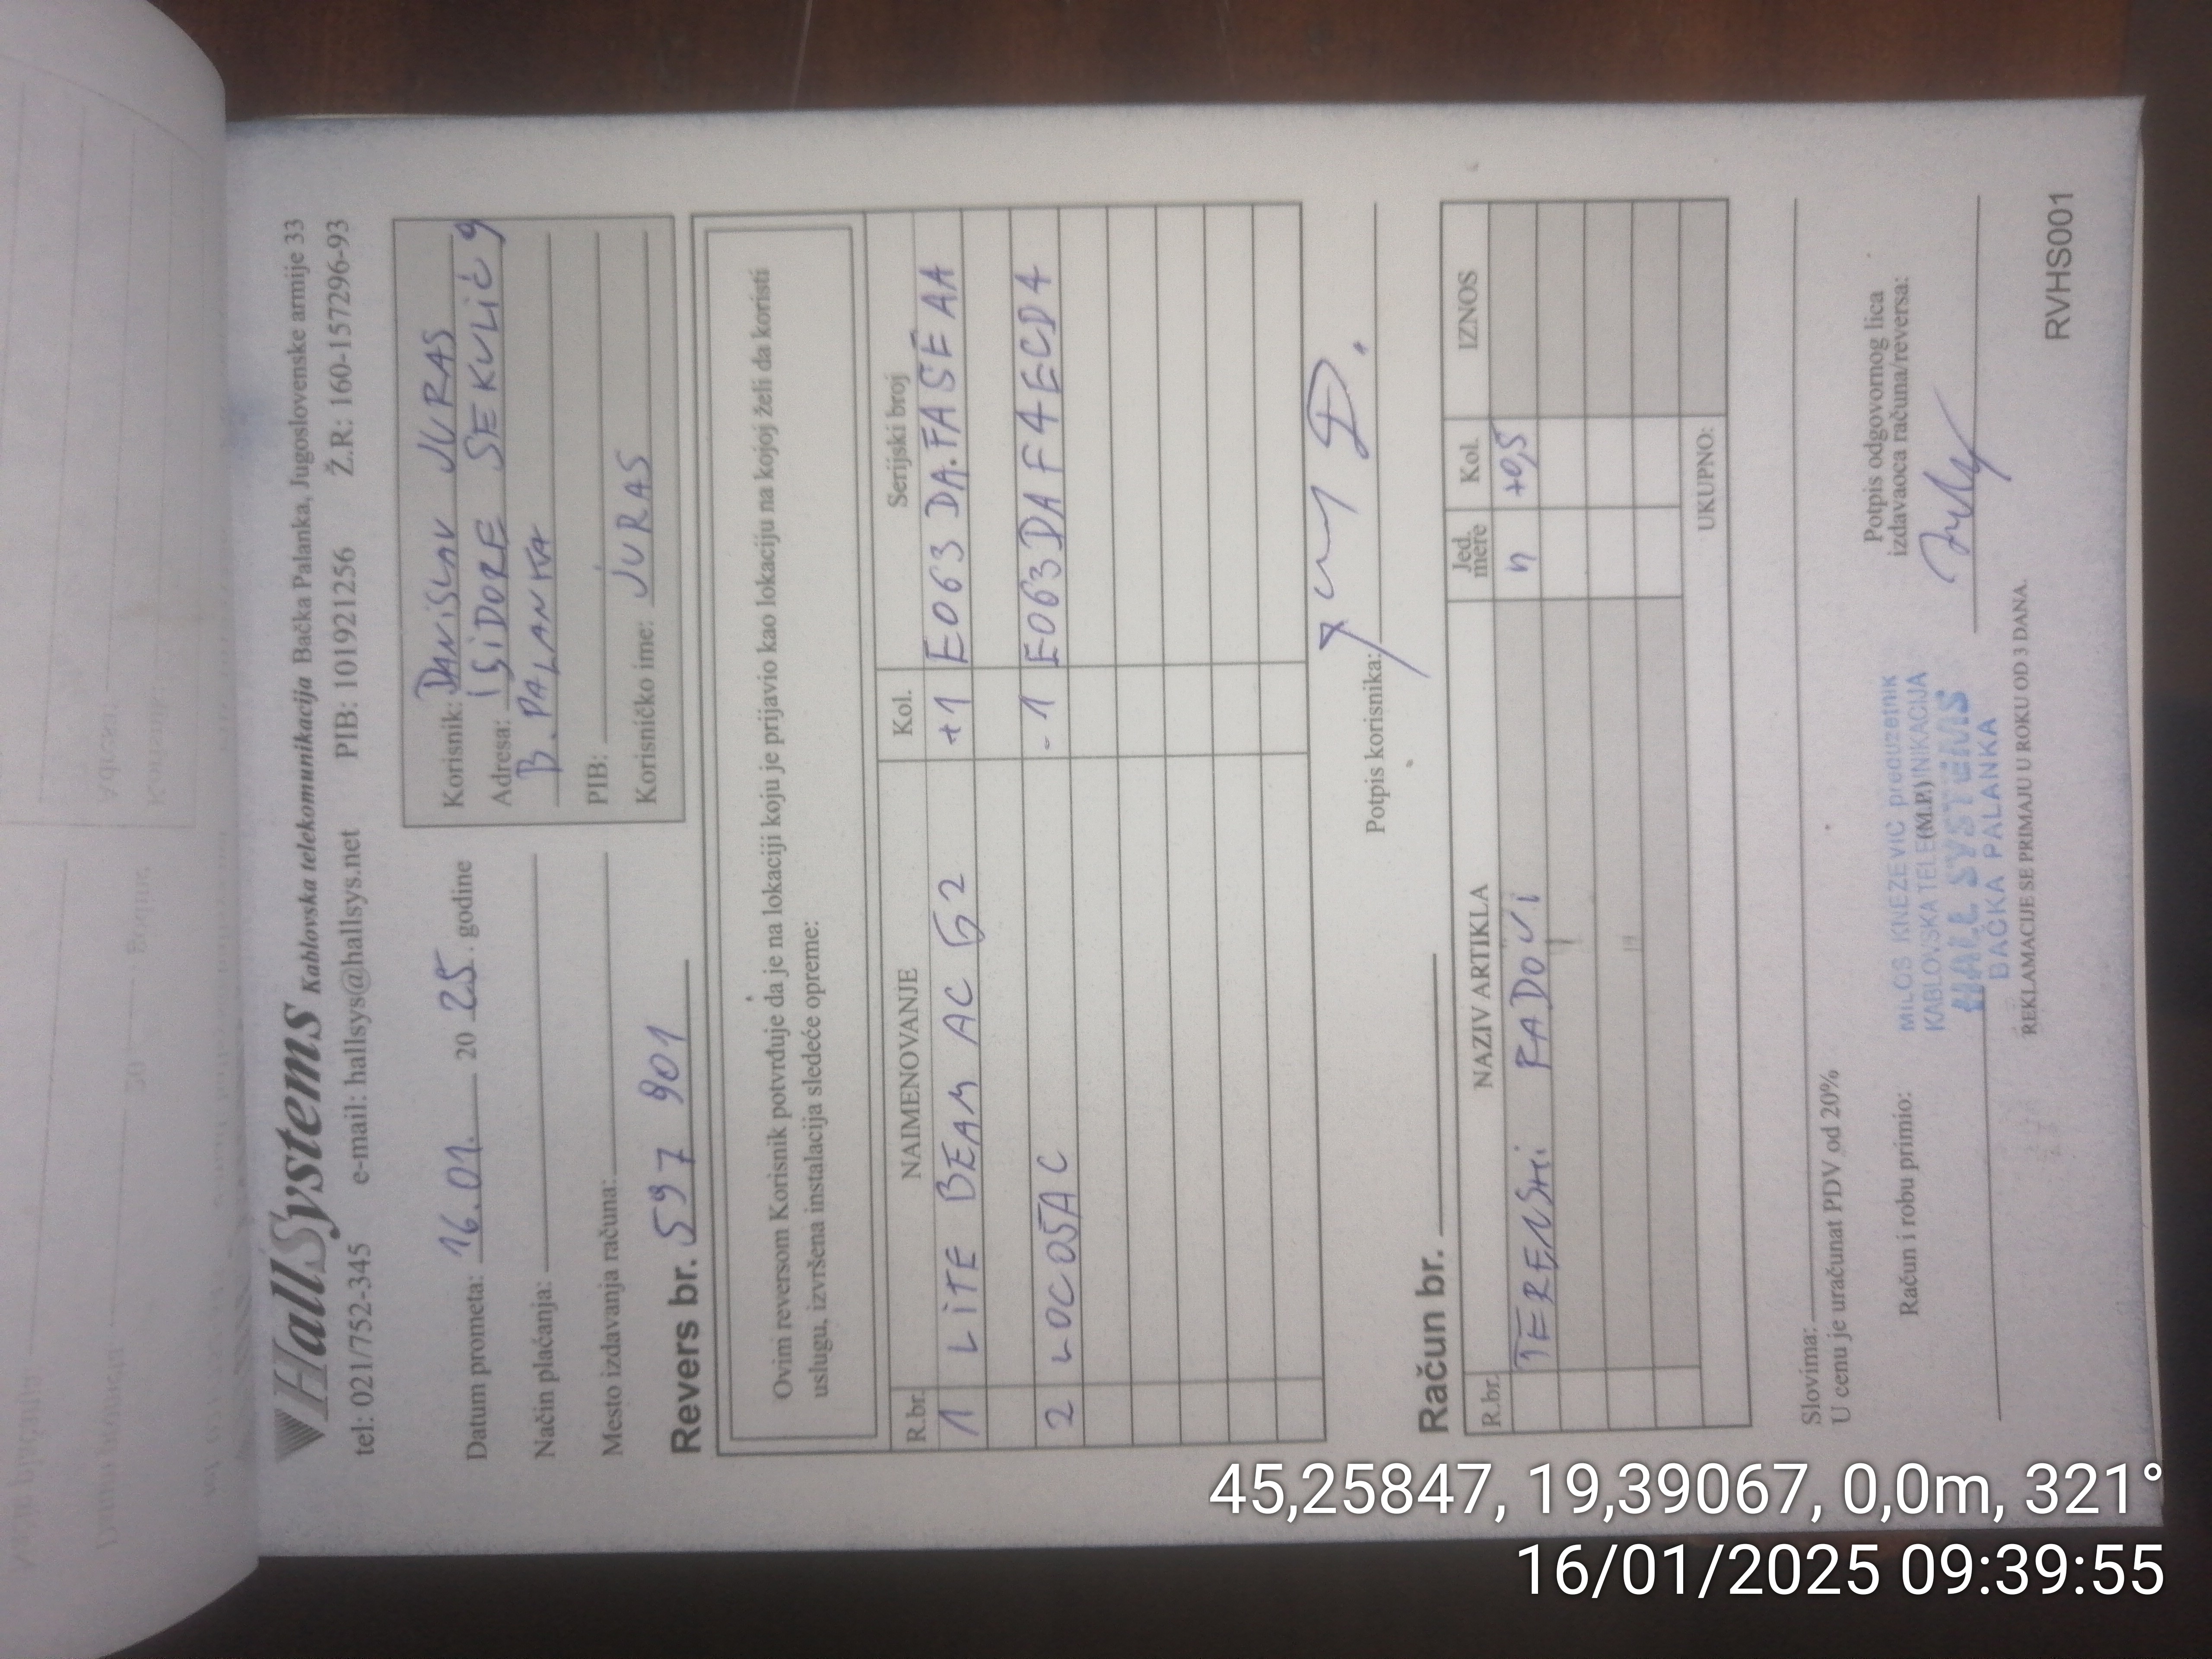 HallSystems Kablovska telekomunikacija Bačka Palanka, Jugoslovenske armije 33
tel: 021/752-345 e-mail: hallsys@hallsys.net PIB: 101921256 Ž.R: 160-157296-93
Datum prometa: 16.01. 20 25. godine
Način plaćanja:
Mesto izdavanja računa:
Korisnik: DANISLAV JURAS
Adresa: ISIDORE SEKULIĆ 9
B. PALANKA
PIB:
Korisničko ime: JURAS
Revers br. 597 901
Ovim reversom Korisnik potvrđuje da je na lokaciji koju je prijavio kao lokaciju na kojoj želi da koristi
uslugu, izvršena instalacija sledeće opreme:
R.br. NAIMENOVANJE Kol. Serijski broj
1 LITE BEAM AC G2 +1
2 LOCO5AC -1 E063DAF4ECD4
Potpis korisnika:
Račun br.
R.br. NAZIV ARTIKLA Jed. mere Kol. IZNOS
TERENSKI RADOVI +0,5
UKUPNO:
Slovima:
U cenu je uračunat PDV od 20%
Račun i robu primio:
MILOŠ KNEŽEVIĆ preduzetnik
KABLOVSKA TELE(M.P.)NIKACIJA
HALL SYSTEMS
BAČKA PALANKA
Potpis odgovornog lica
izdavaoca računa/reversa:
REKLAMACIJE SE PRIMAJU U ROKU OD 3 DANA.
RVHS001
45,25847, 19,39067, 0,0m, 321°
16/01/2025 09:39:55